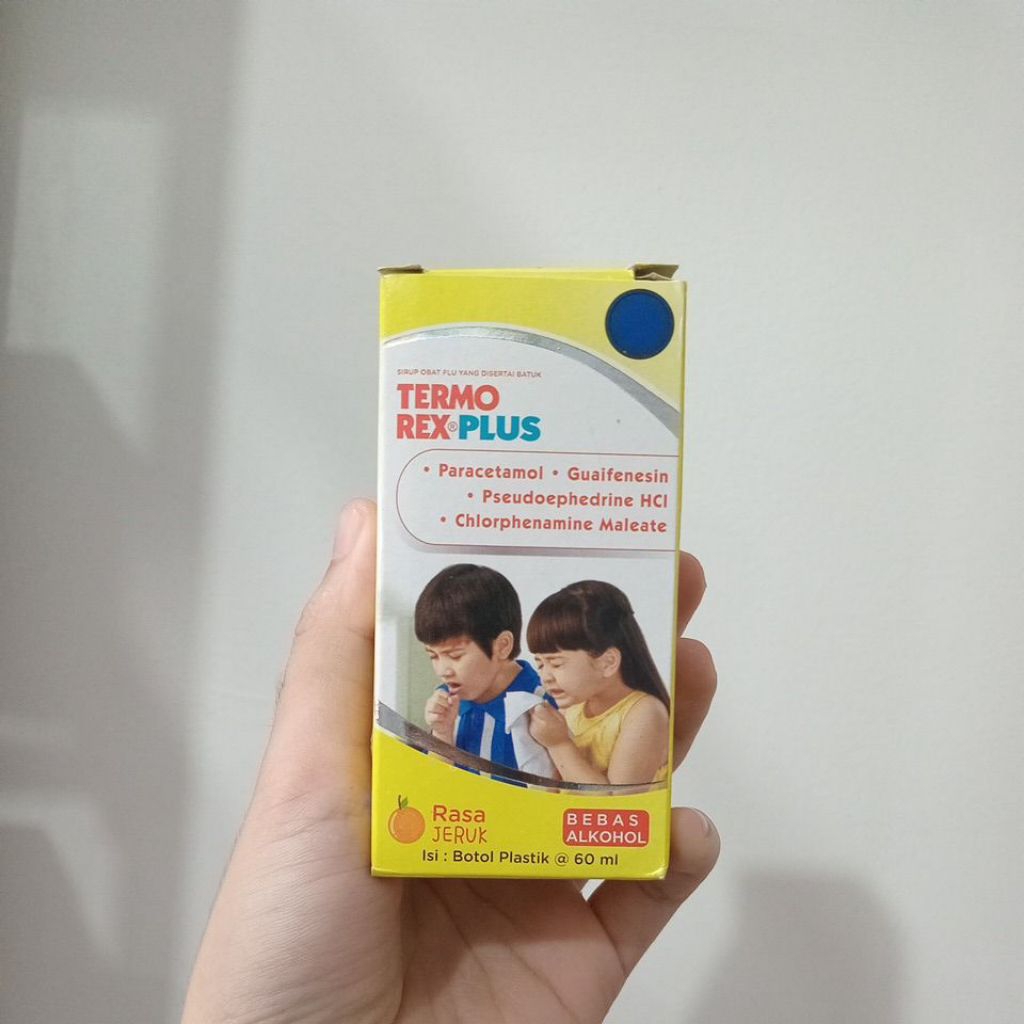 SIRUP OBAT FLU YANG DISERTAI BATUK
TERMO
REX® PLUS
• Paracetamol • Guaifenesin
• Pseudoephedrine HCl
• Chlorphenamine Maleate
Rasa
JERUK
BEBAS
ALKOHOL
Isi : Botol Plastik @ 60 ml